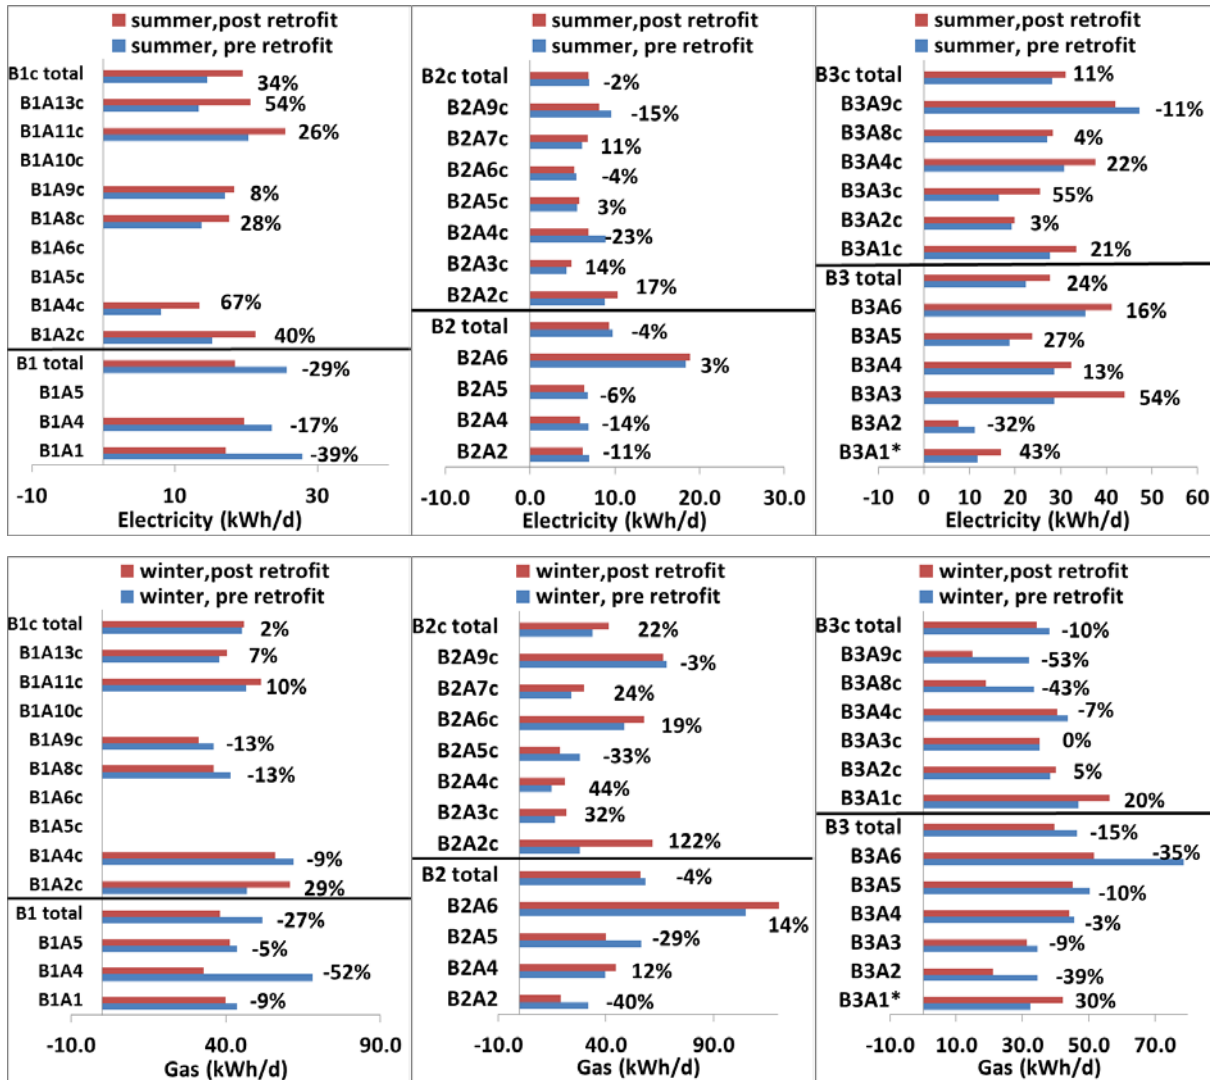 summer,post retrofit
summer, pre retrofit
B1c total 34%
B1A13c 54%
B1A11c 26%
B1A10c
B1A9c 8%
B1A8c 28%
B1A6c
B1A5c
B1A4c 67%
B1A2c 40%
B1 total -29%
B1A5
B1A4 -17%
B1A1 -39%
-10 10 30
Electricity (kWh/d)
summer,post retrofit
summer, pre retrofit
B2c total -2%
B2A9c -15%
B2A7c 11%
B2A6c -4%
B2A5c 3%
B2A4c -23%
B2A3c 14%
B2A2c 17%
B2 total -4%
B2A6 3%
B2A5 -6%
B2A4 -14%
B2A2 -11%
-10.0 0.0 10.0 20.0 30.0
Electricity (kWh/d)
summer,post retrofit
summer, pre retrofit
B3c total 11%
B3A9c -11%
B3A8c 4%
B3A4c 22%
B3A3c 55%
B3A2c 3%
B3A1c 21%
B3 total 24%
B3A6 16%
B3A5 27%
B3A4 13%
B3A3 54%
B3A2 -32%
B3A1* 43%
-10 0 10 20 30 40 50 60
Electricity (kWh/d)
winter,post retrofit
winter, pre retrofit
B1c total 2%
B1A13c 7%
B1A11c 10%
B1A10c
B1A9c -13%
B1A8c -13%
B1A6c
B1A5c
B1A4c -9%
B1A2c 29%
B1 total -27%
B1A5 -5%
B1A4 -52%
B1A1 -9%
-10.0 40.0 90.0
Gas (kWh/d)
winter,post retrofit
winter, pre retrofit
B2c total 22%
B2A9c -3%
B2A7c 24%
B2A6c 19%
B2A5c -33%
B2A4c 44%
B2A3c 32%
B2A2c 122%
B2 total -4%
B2A6 14%
B2A5 -29%
B2A4 12%
B2A2 -40%
-10.0 40.0 90.0
Gas (kWh/d)
winter,post retrofit
winter, pre retrofit
B3c total -10%
B3A9c -53%
B3A8c -43%
B3A4c -7%
B3A3c 0%
B3A2c 5%
B3A1c 20%
B3 total -15%
B3A6 -35%
B3A5 -10%
B3A4 -3%
B3A3 -9%
B3A2 -39%
B3A1* 30%
-10.0 10.0 30.0 50.0 70.0
Gas (kWh/d)